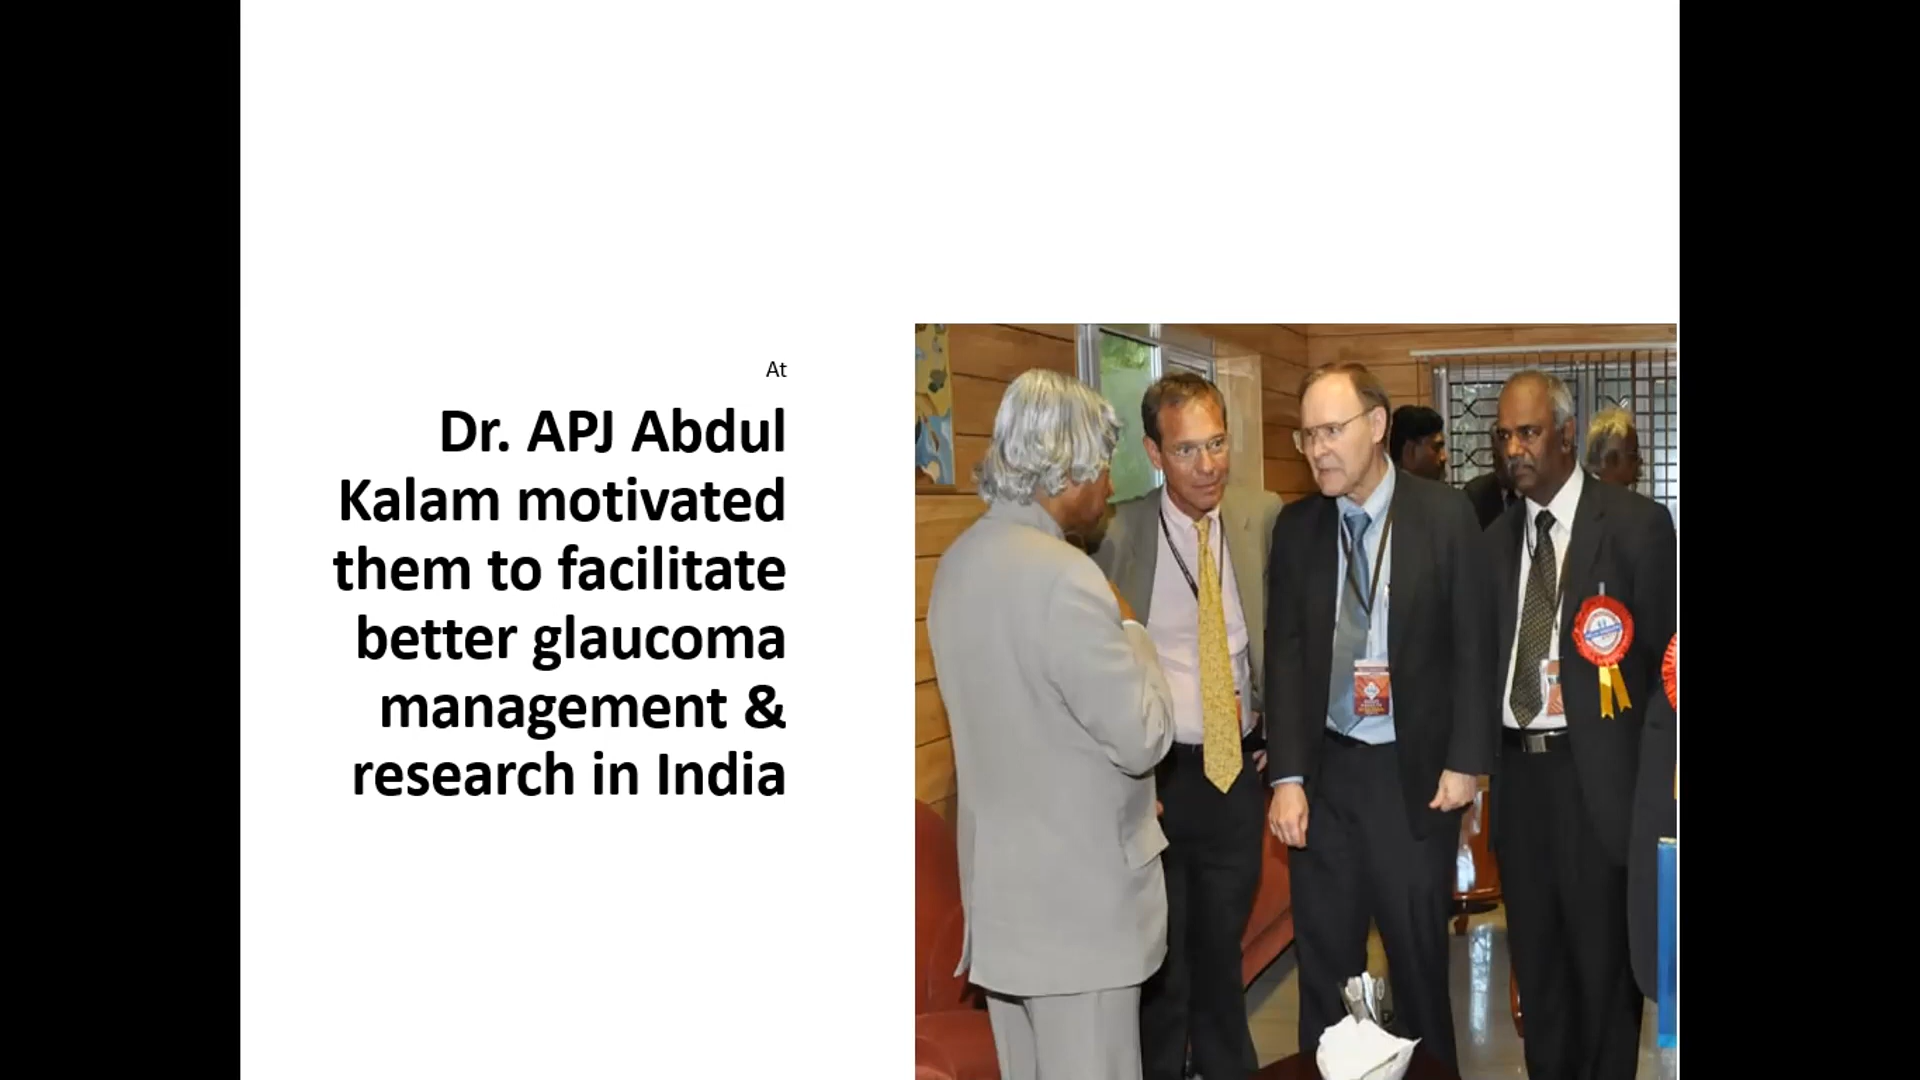 At
Dr. APJ Abdul
Kalam motivated
them to facilitate
better glaucoma
management &
research in India